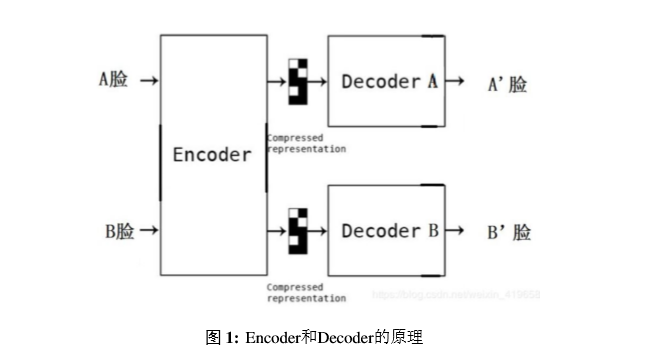 A脸
Encoder
Compressed
representation
Decoder A
A'脸
B脸
Compressed
representation
Decoder B
B'脸
图 1: Encoder和Decoder的原理